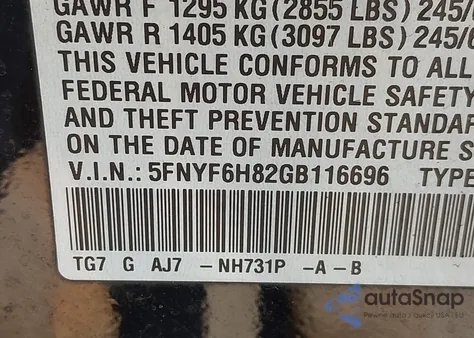 GAWR F 1295 KG (2855 LBS) 245/
GAWR R 1405 KG (3097 LBS) 245/6
THIS VEHICLE CONFORMS TO ALL
FEDERAL MOTOR VEHICLE SAFETY
AND THEFT PREVENTION STANDAR
ON THE DATE OF MANUFACTURE S
V.I.N.: 5FNYF6H82GB116696 TYPE
TG7 G AJ7 - NH731P - A - B
autoSnap